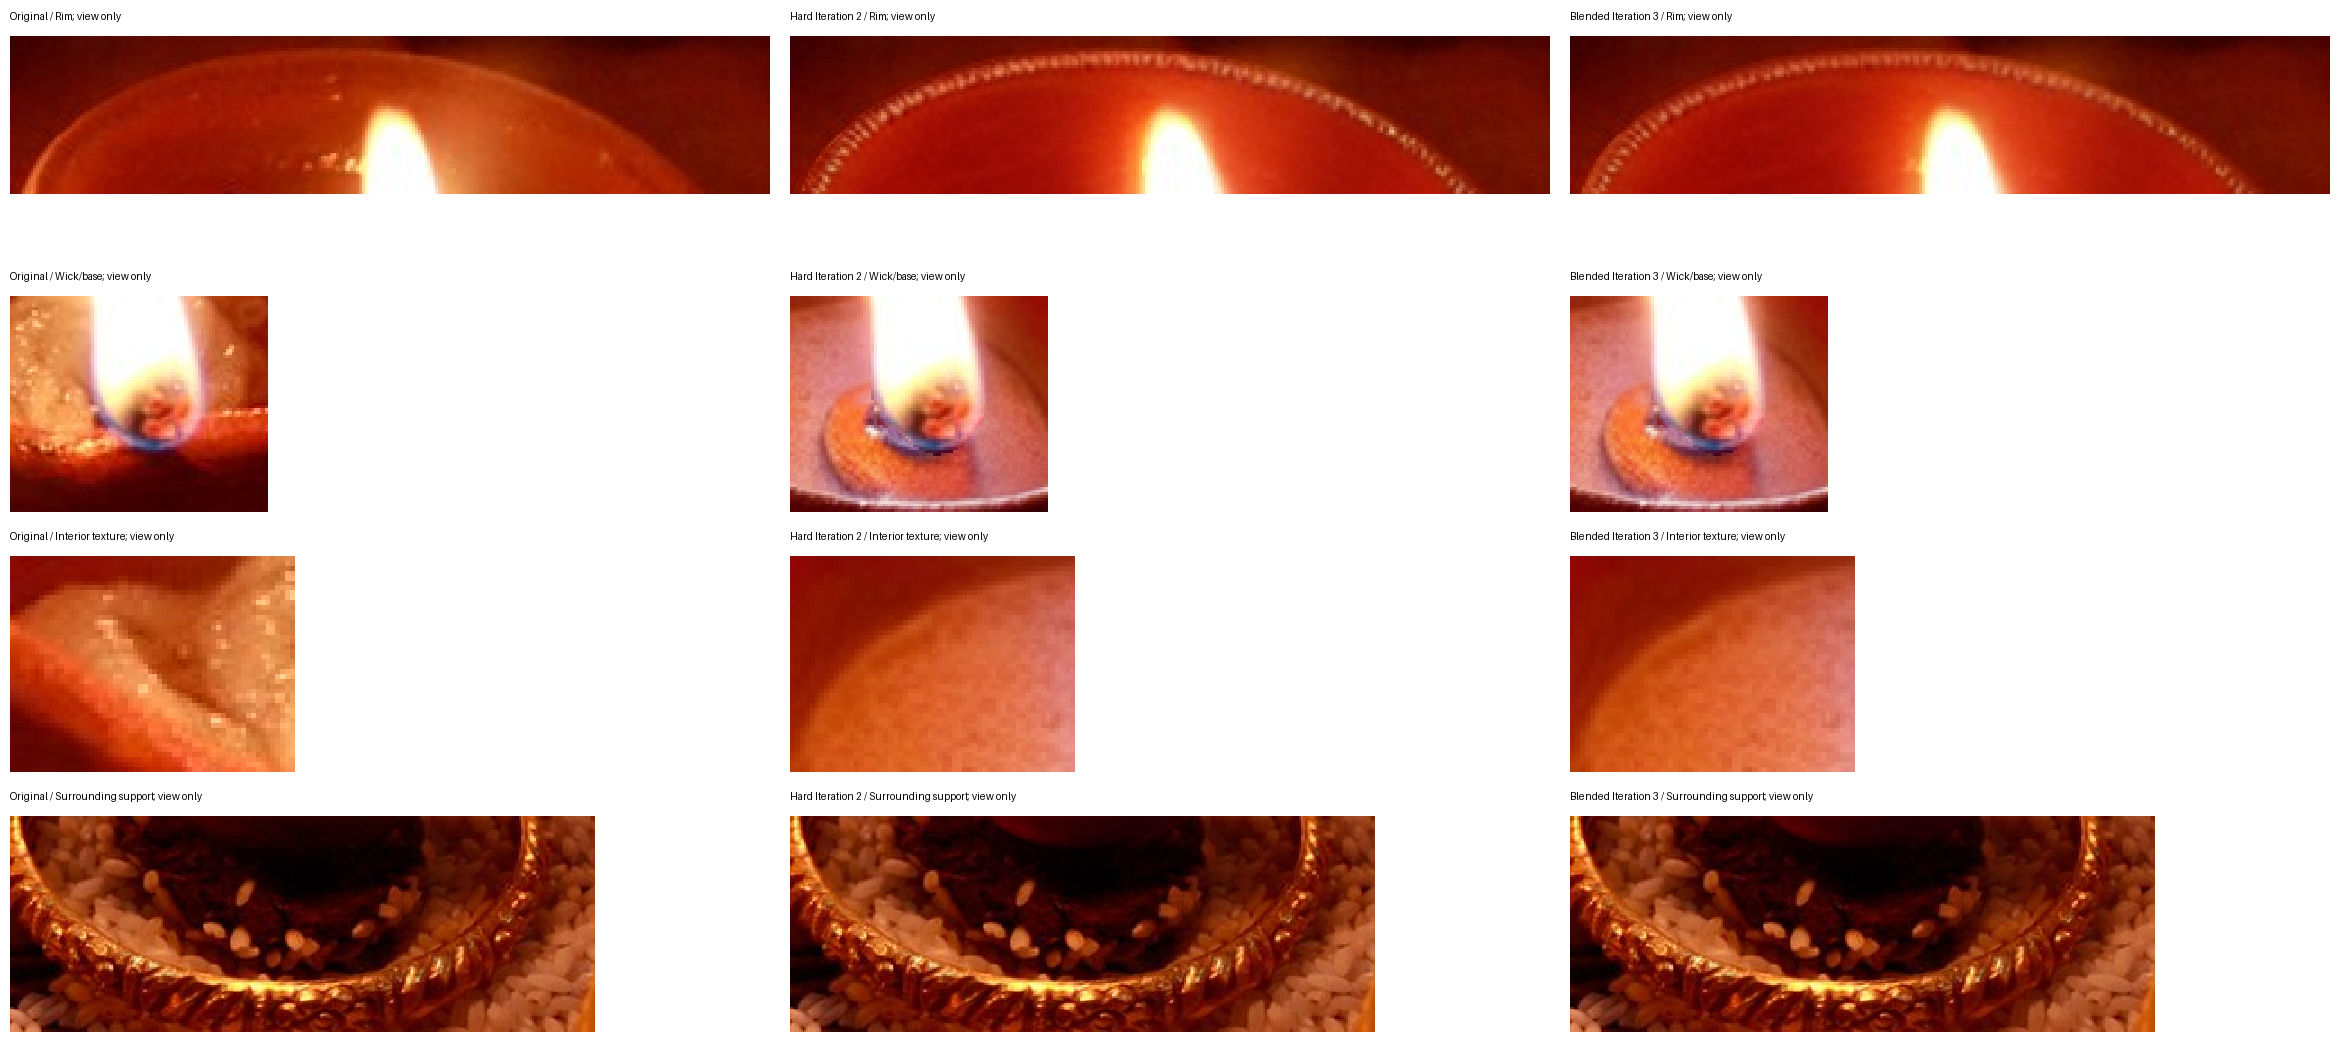 Original / Rim; view only
Hard Iteration 2 / Rim; view only
Blended Iteration 3 / Rim; view only
Original / Wick/base; view only
Hard Iteration 2 / Wick/base; view only
Blended Iteration 3 / Wick/base; view only
Original / Interior texture; view only
Hard Iteration 2 / Interior texture; view only
Blended Iteration 3 / Interior texture; view only
Original / Surrounding support; view only
Hard Iteration 2 / Surrounding support; view only
Blended Iteration 3 / Surrounding support; view only